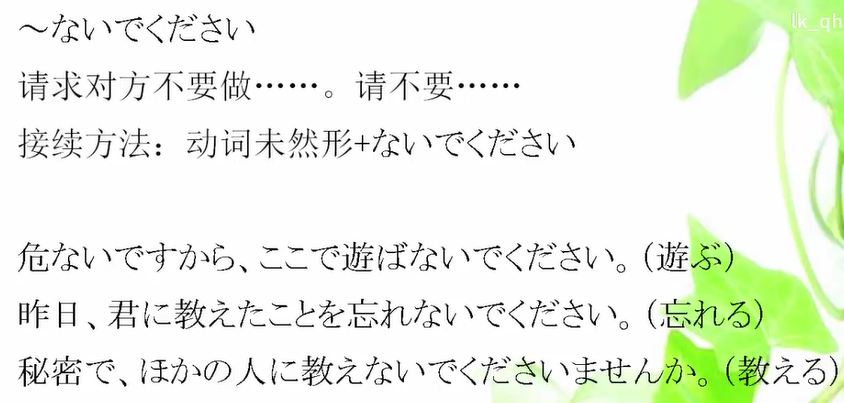 ～ないでください
请求对方不要做……。请不要……
接续方法：动词未然形+ないでください
危ないですから、ここで遊ばないでください。（遊ぶ）
昨日、君に教えたことを忘れないでください。（忘れる）
秘密で、ほかの人に教えないでくださいませんか。（教える）
lk_qh